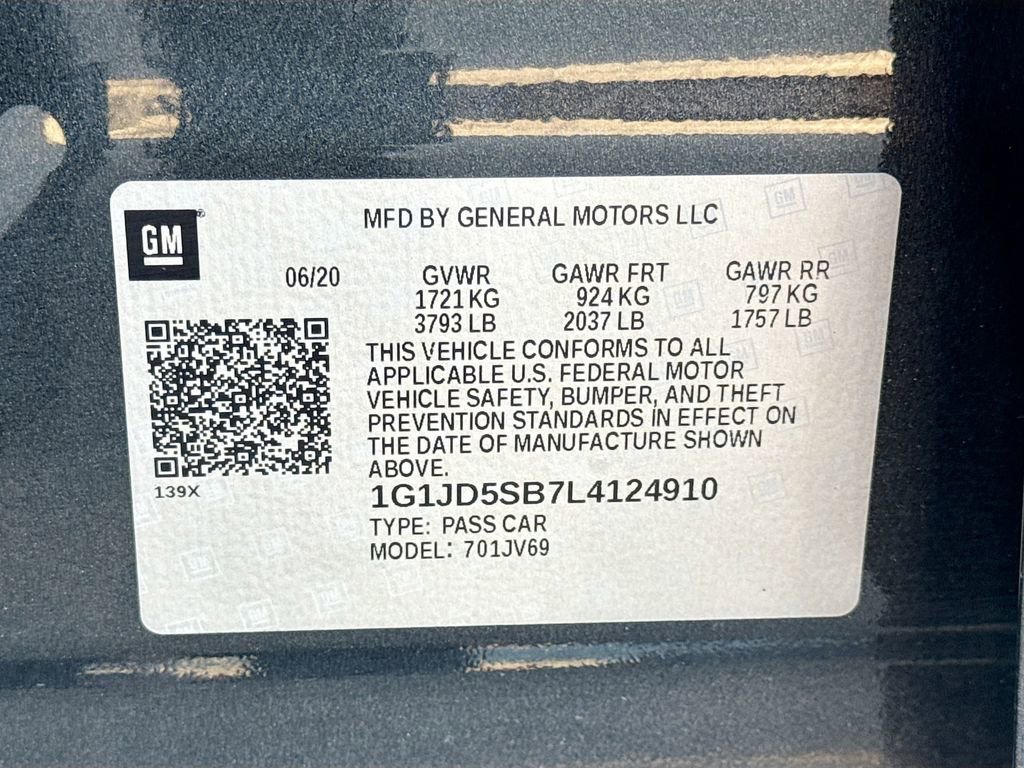 GM
MFD BY GENERAL MOTORS LLC
06/20 GVWR GAWR FRT GAWR RR
1721 KG 924 KG 797 KG
3793 LB 2037 LB 1757 LB
THIS VEHICLE CONFORMS TO ALL
APPLICABLE U.S. FEDERAL MOTOR
VEHICLE SAFETY, BUMPER, AND THEFT
PREVENTION STANDARDS IN EFFECT ON
THE DATE OF MANUFACTURE SHOWN
ABOVE.
139X
1G1JD5SB7L4124910
TYPE: PASS CAR
MODEL: 701JV69